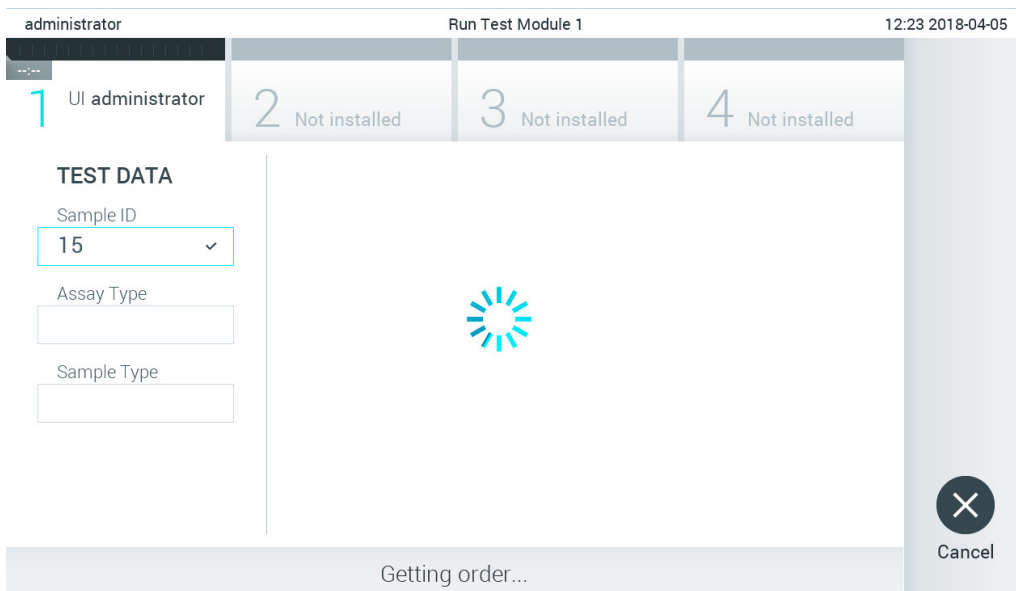 administrator Run Test Module 1 12:23 2018-04-05
--:--
1 UI administrator 2 Not installed 3 Not installed 4 Not installed
TEST DATA
Sample ID
15
Assay Type
Sample Type
Cancel
Getting order...